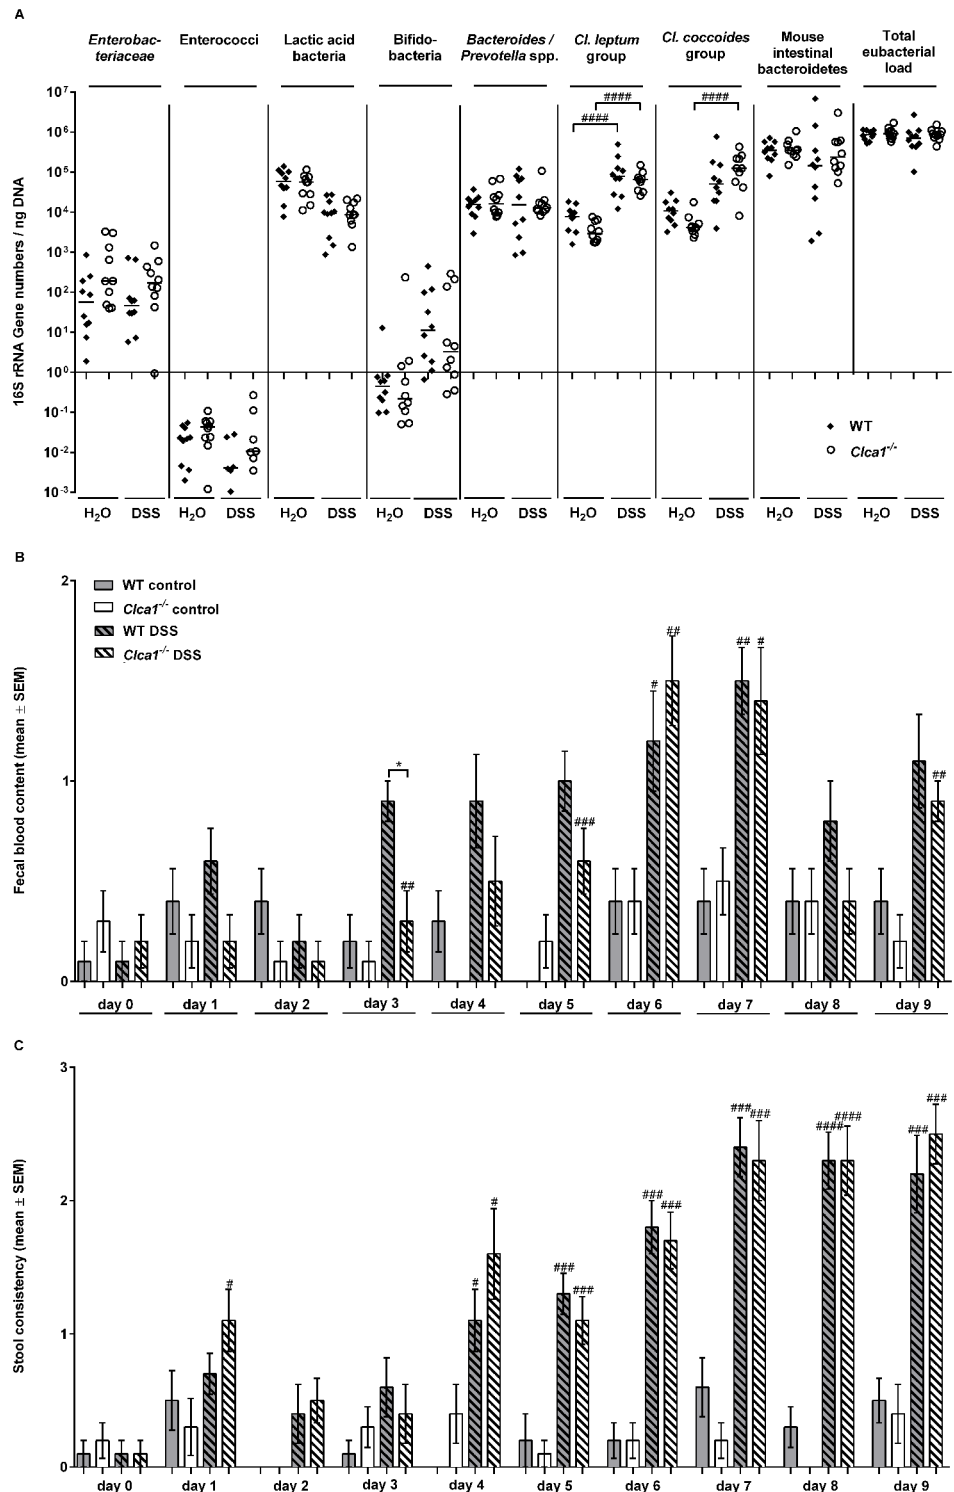 A
Enterobac-
teriaceae
Enterococci
Lactic acid
bacteria
Bifido-
bacteria
Bacteroides /
Prevotella spp.
Cl. leptum
group
Cl. coccoides
group
Mouse
intestinal
bacteroidetes
Total
eubacterial
load
16S rRNA Gene numbers / ng DNA
10⁷
10⁶
10⁵
10⁴
10³
10²
10¹
10⁰
10⁻¹
10⁻²
10⁻³
####
####
####
WT
Clca1⁻/⁻
H₂O DSS H₂O DSS H₂O DSS H₂O DSS H₂O DSS H₂O DSS H₂O DSS H₂O DSS H₂O DSS
B
Fecal blood content (mean ± SEM)
2
1
0
WT control
Clca1⁻/⁻ control
WT DSS
Clca1⁻/⁻ DSS
*
##
###
#
##
##
#
##
day 0 day 1 day 2 day 3 day 4 day 5 day 6 day 7 day 8 day 9
C
Stool consistency (mean ± SEM)
3
2
1
0
#
#
#
###
###
###
###
###
###
####
####
###
###
day 0 day 1 day 2 day 3 day 4 day 5 day 6 day 7 day 8 day 9